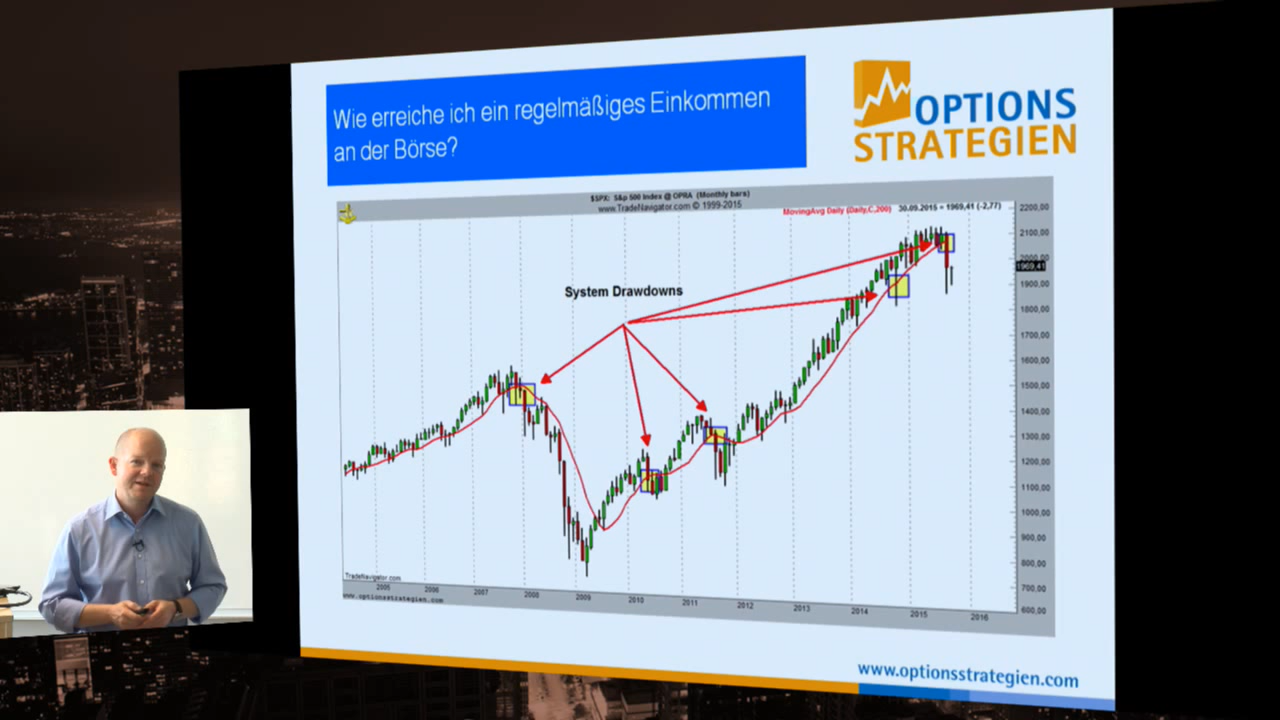 Wie erreiche ich ein regelmäßiges Einkommen
an der Börse?
OPTIONS
STRATEGIEN
$SPX: S&p 500 Index @ OPRA (Monthly bars)
www.TradeNavigator.com © 1999-2015
MovingAvg Daily (Daily,C,200) 30.09.2015 = 1969,41 (-2,77)
2200,00
2100,00
2000,00
1969,41
1900,00
1800,00
1700,00
1600,00
1500,00
1400,00
1300,00
1200,00
1100,00
1000,00
900,00
800,00
700,00
600,00
System Drawdowns
TradeNavigator.com
2005 2006 2007 2008 2009 2010 2011 2012 2013 2014 2015 2016
www.optionsstrategien.com
www.optionsstrategien.com